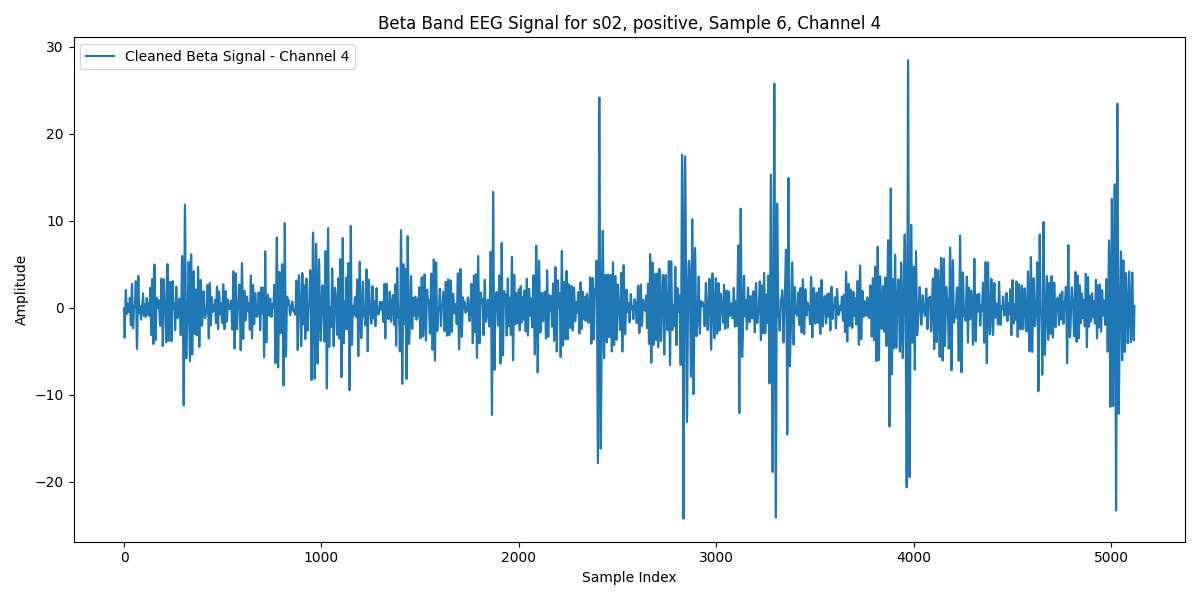 Beta Band EEG Signal for s02, positive, Sample 6, Channel 4
Cleaned Beta Signal - Channel 4
30
20
10
0
−10
−20
Amplitude
0 1000 2000 3000 4000 5000
Sample Index